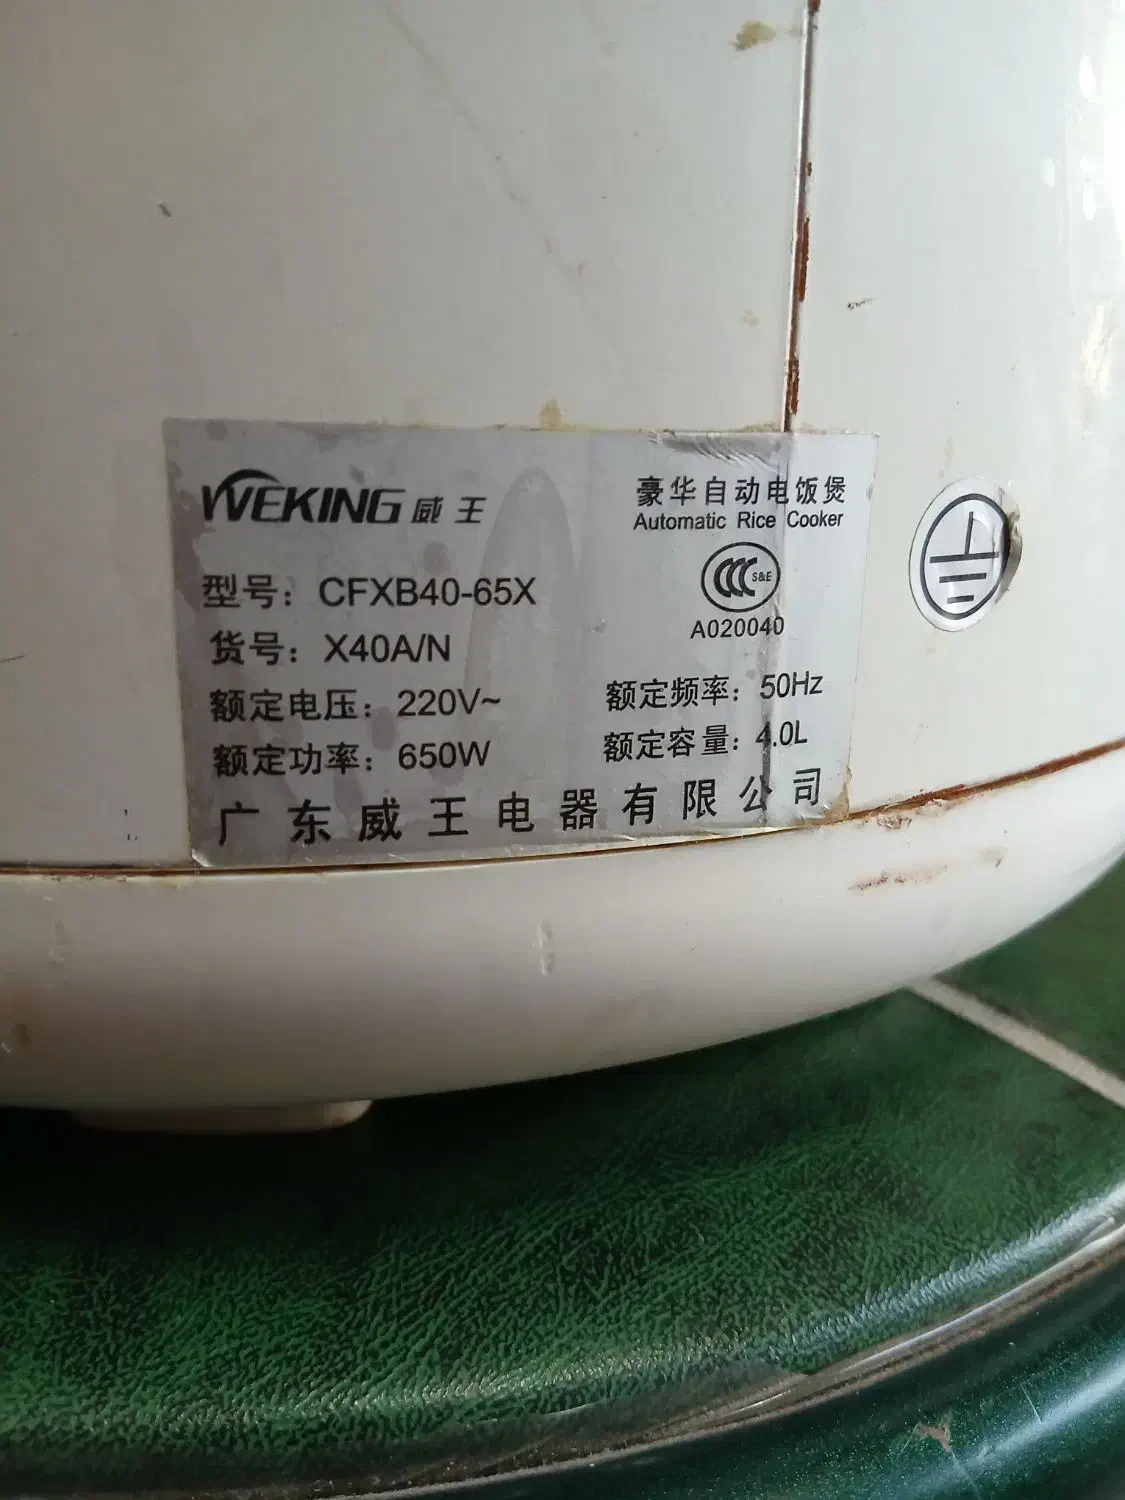 WEKING 威王
豪华自动电饭煲
Automatic Rice Cooker
CCC S&E
A020040
型号：CFXB40-65X
货号：X40A/N
额定电压：220V~
额定频率：50Hz
额定功率：650W
额定容量：4.0L
广东威王电器有限公司